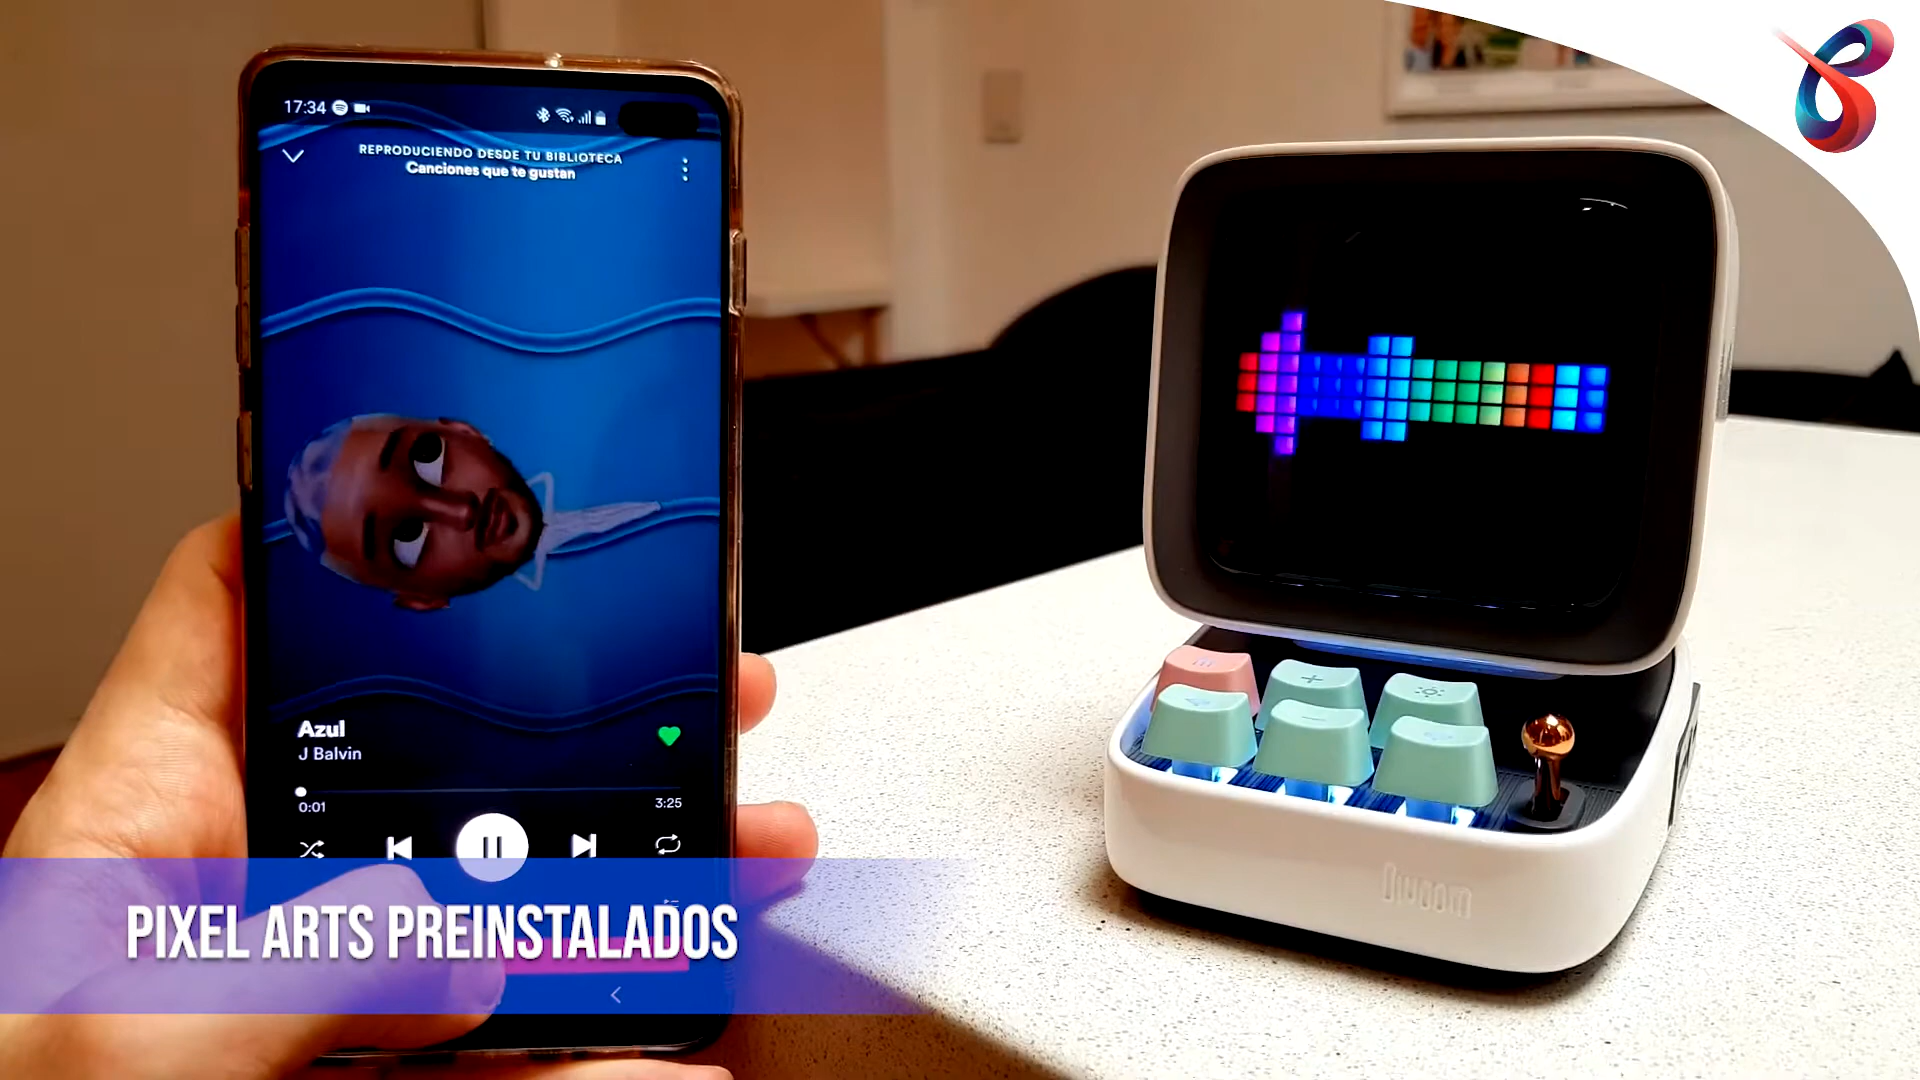 17:34
REPRODUCIENDO DESDE TU BIBLIOTECA
Canciones que te gustan
Azul
J Balvin
0:01
3:25
PIXEL ARTS PREINSTALADOS
Divoom